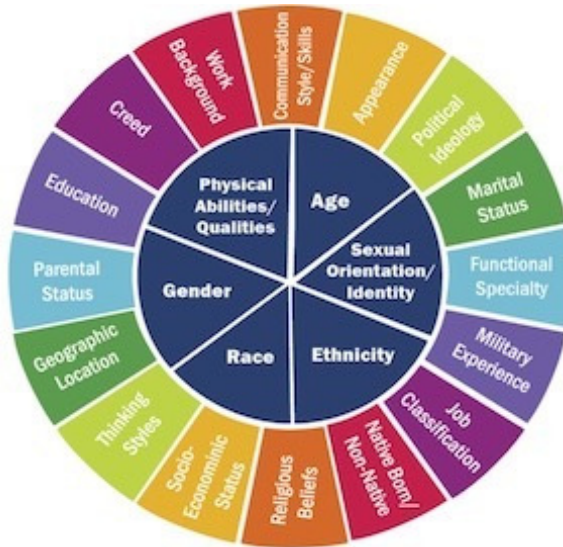 Communication
Style/Skills
Appearance
Political
Ideology
Marital
Status
Functional
Specialty
Military
Experience
Job
Classification
Native Born/
Non-Native
Religious
Beliefs
Socio-
Econominic
Status
Thinking
Styles
Geographic
Location
Parental
Status
Education
Creed
Work
Background
Physical
Abilities/
Qualities
Age
Sexual
Orientation/
Identity
Ethnicity
Race
Gender